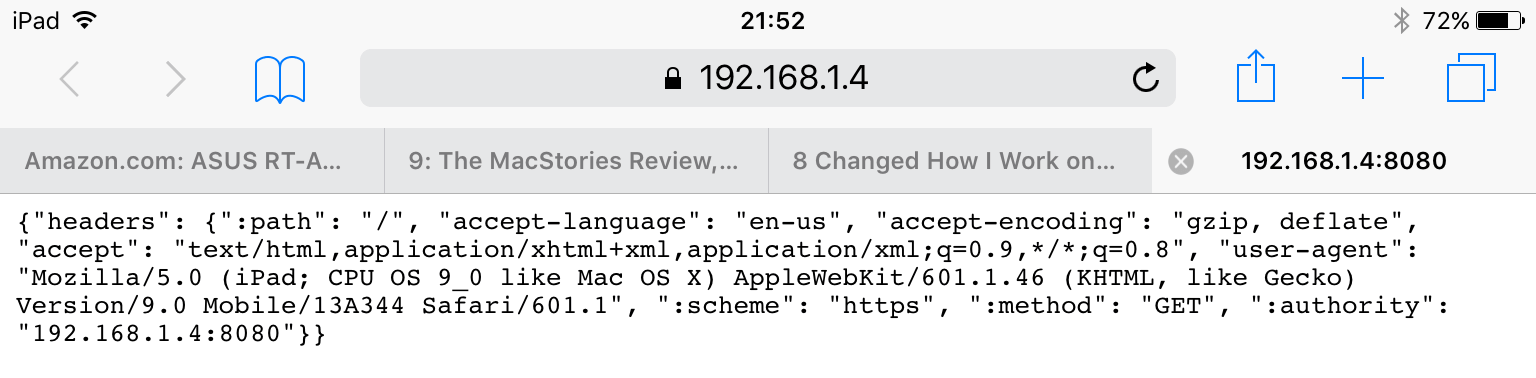 iPad 21:52 72%
192.168.1.4
Amazon.com: ASUS RT-A... 9: The MacStories Review,... 8 Changed How I Work on... 192.168.1.4:8080
{"headers": {":path": "/", "accept-language": "en-us", "accept-encoding": "gzip, deflate",
"accept": "text/html,application/xhtml+xml,application/xml;q=0.9,*/*;q=0.8", "user-agent":
"Mozilla/5.0 (iPad; CPU OS 9_0 like Mac OS X) AppleWebKit/601.1.46 (KHTML, like Gecko)
Version/9.0 Mobile/13A344 Safari/601.1", ":scheme": "https", ":method": "GET", ":authority":
"192.168.1.4:8080"}}